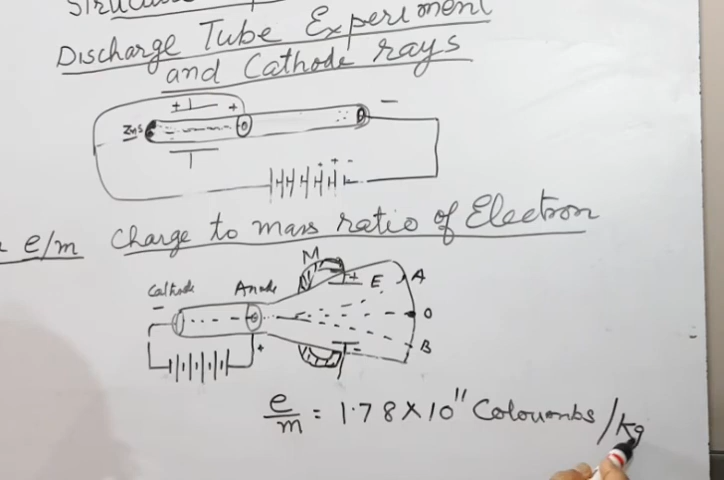 Discharge Tube Experiment
and Cathode rays
+ +
-
ZnS
+ + -
e/m Charge to mass ratio of Electron
M
Cathode Anode + E A
-
O
B
+
e/m = 1.78 × 10¹¹ Coloumbs/kg